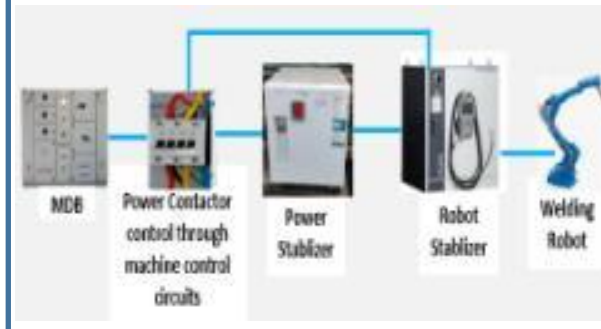 MDB
Power Contactor
control through
machine control
circuits
Power
Stablizer
Robot
Stablizer
Welding
Robot